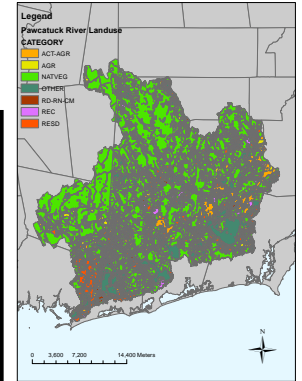 Legend
Pawcatuck River Landuse
CATEGORY
ACT-AGR
AGR
NATVEG
OTHER
RD-RN-CM
REC
RESD
N
0 3,600 7,200 14,400 Meters